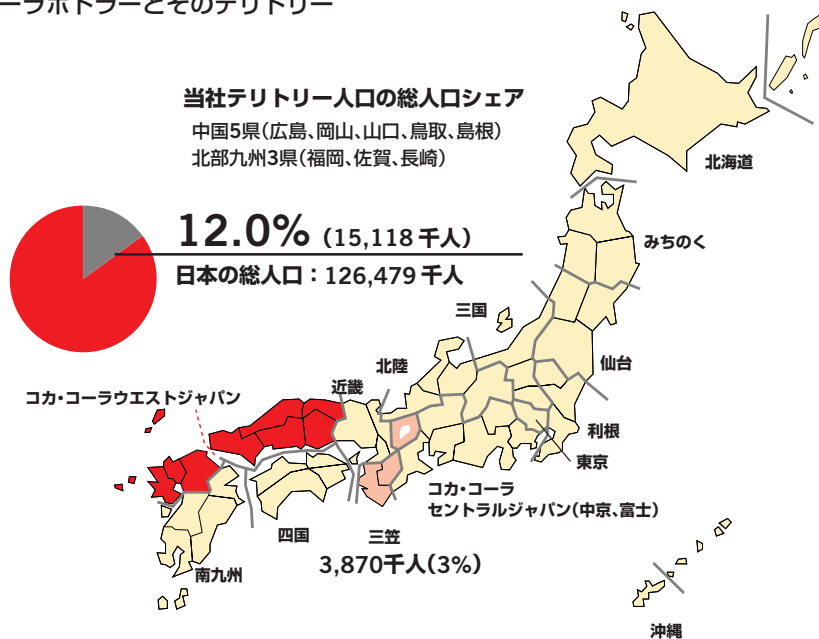 ーラボトラーとそのテリトリー
当社テリトリー人口の総人口シェア
中国5県(広島、岡山、山口、鳥取、島根)
北部九州3県(福岡、佐賀、長崎)
12.0% (15,118千人)
日本の総人口:126,479千人
北海道
みちのく
三国
仙台
北陸
近畿
コカ・コーラウエストジャパン
利根
東京
コカ・コーラ
セントラルジャパン(中京、富士)
四国
三笠
3,870千人(3%)
南九州
沖縄